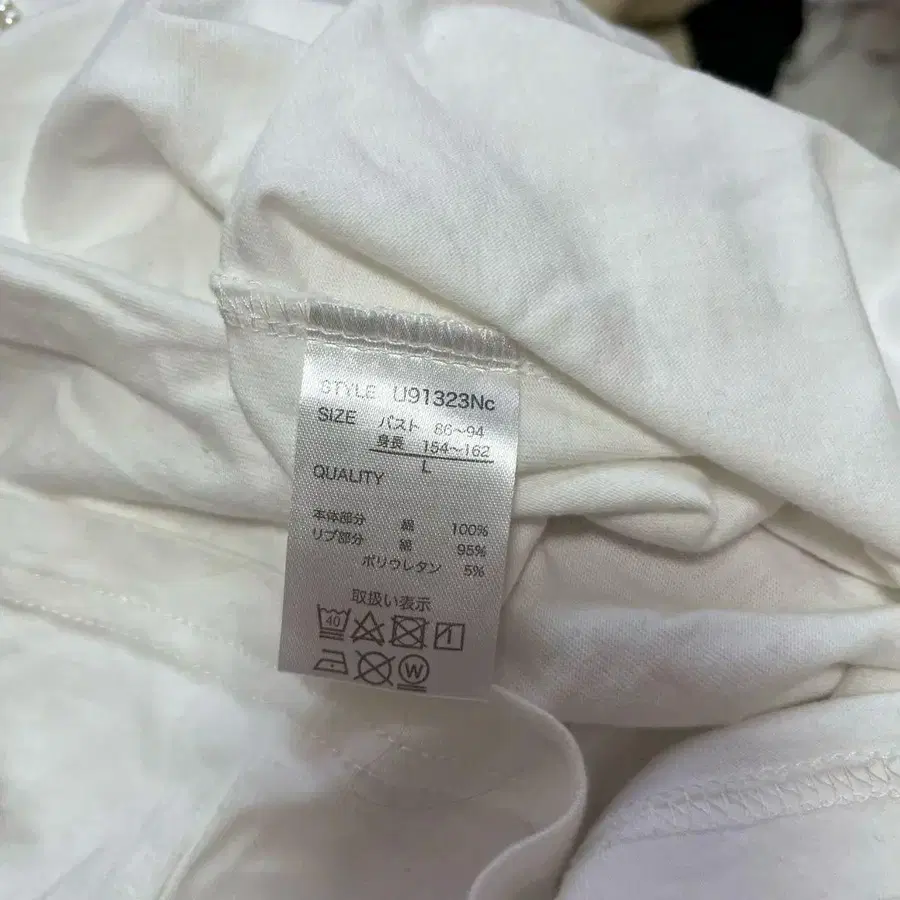 STYLE U91323Nc
SIZE バスト 86~94
身長 154~162
L
QUALITY
本体部分 綿 100%
リブ部分 綿 95%
ポリウレタン 5%
取扱い表示
40
W